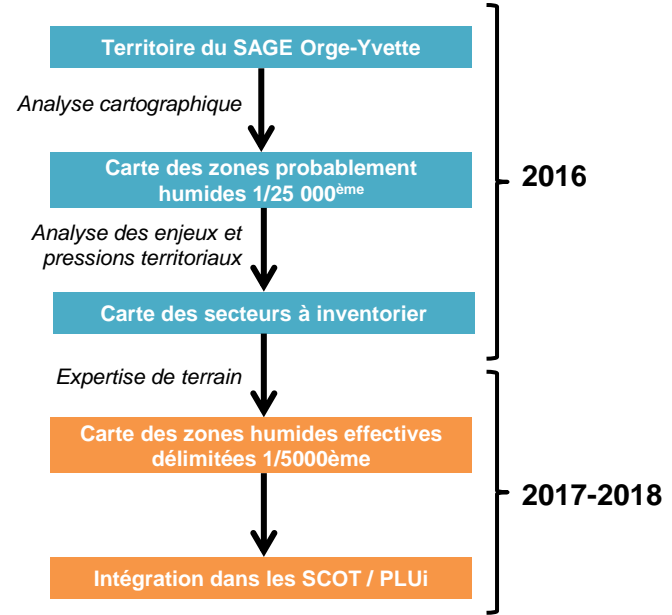 Territoire du SAGE Orge-Yvette
Analyse cartographique
Carte des zones probablement
humides 1/25 000ème
2016
Analyse des enjeux et
pressions territoriaux
Carte des secteurs à inventorier
Expertise de terrain
Carte des zones humides effectives
délimitées 1/5000ème
2017-2018
Intégration dans les SCOT / PLUi